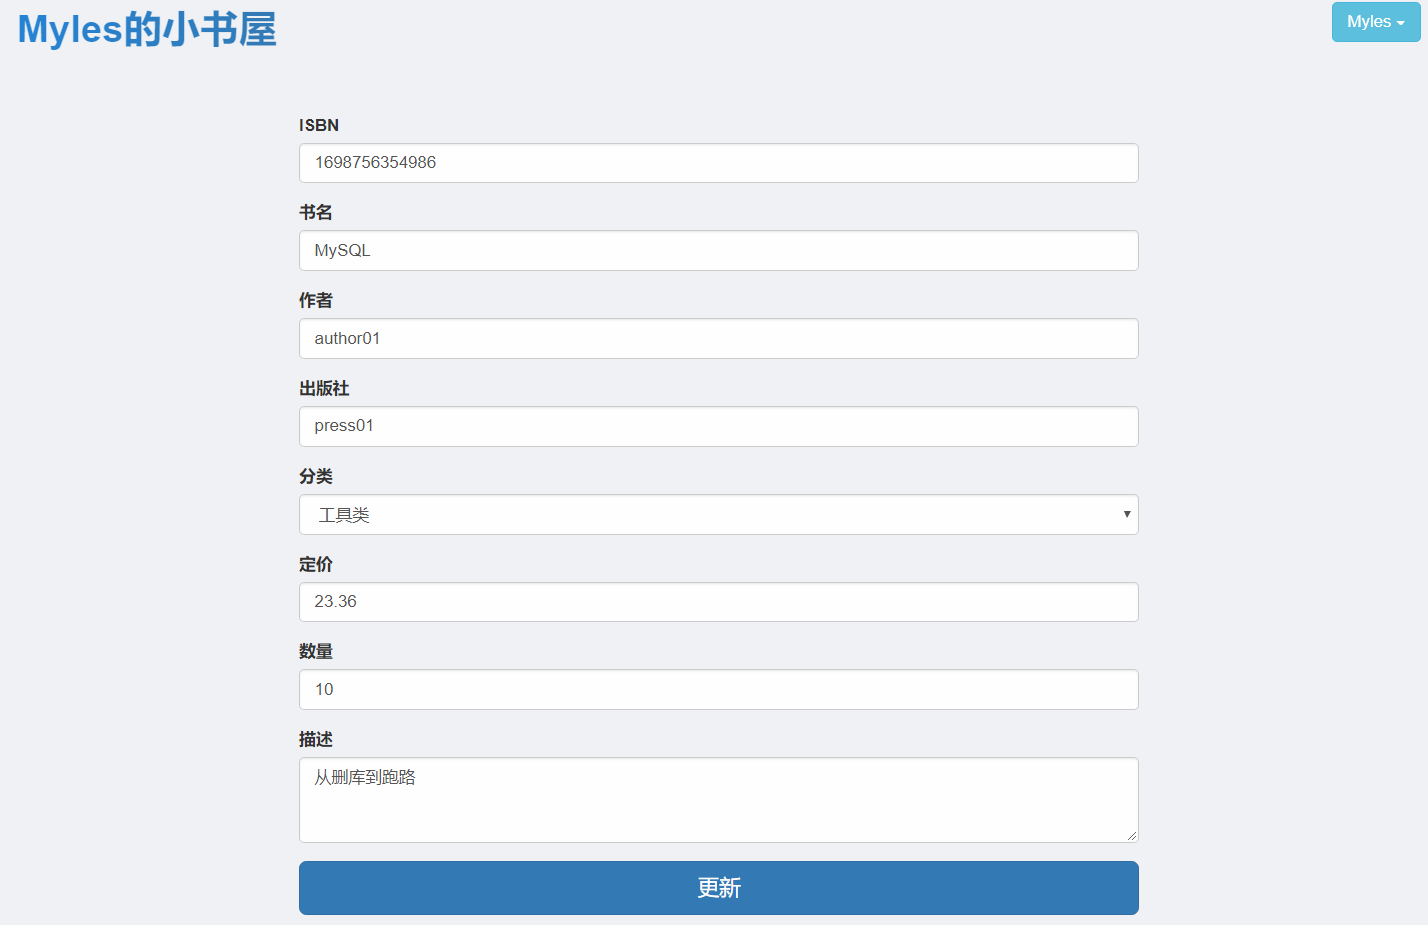 Myles的小书屋
Myles
ISBN
1698756354986
书名
MySQL
作者
author01
出版社
press01
分类
工具类
定价
23.36
数量
10
描述
从删库到跑路
更新